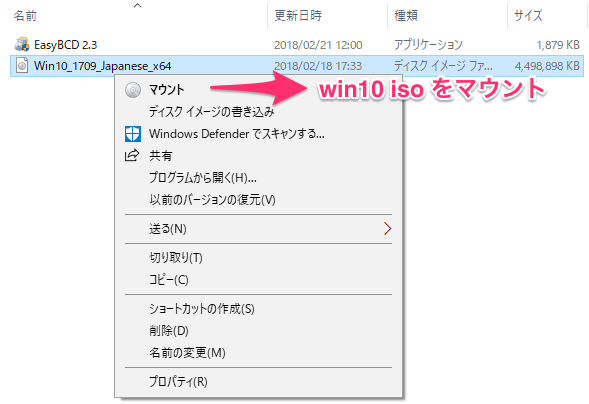 名前 更新日時 種類 サイズ
EasyBCD 2.3 2018/02/21 12:00 アプリケーション 1,879 KB
Win10_1709_Japanese_x64 2018/02/18 17:33 ディスク イメージ ファ... 4,498,898 KB
マウント win10 iso をマウント
ディスク イメージの書き込み
Windows Defender でスキャンする...
共有
プログラムから開く(H)...
以前のバージョンの復元(V)
送る(N)
切り取り(T)
コピー(C)
ショートカットの作成(S)
削除(D)
名前の変更(M)
プロパティ(R)